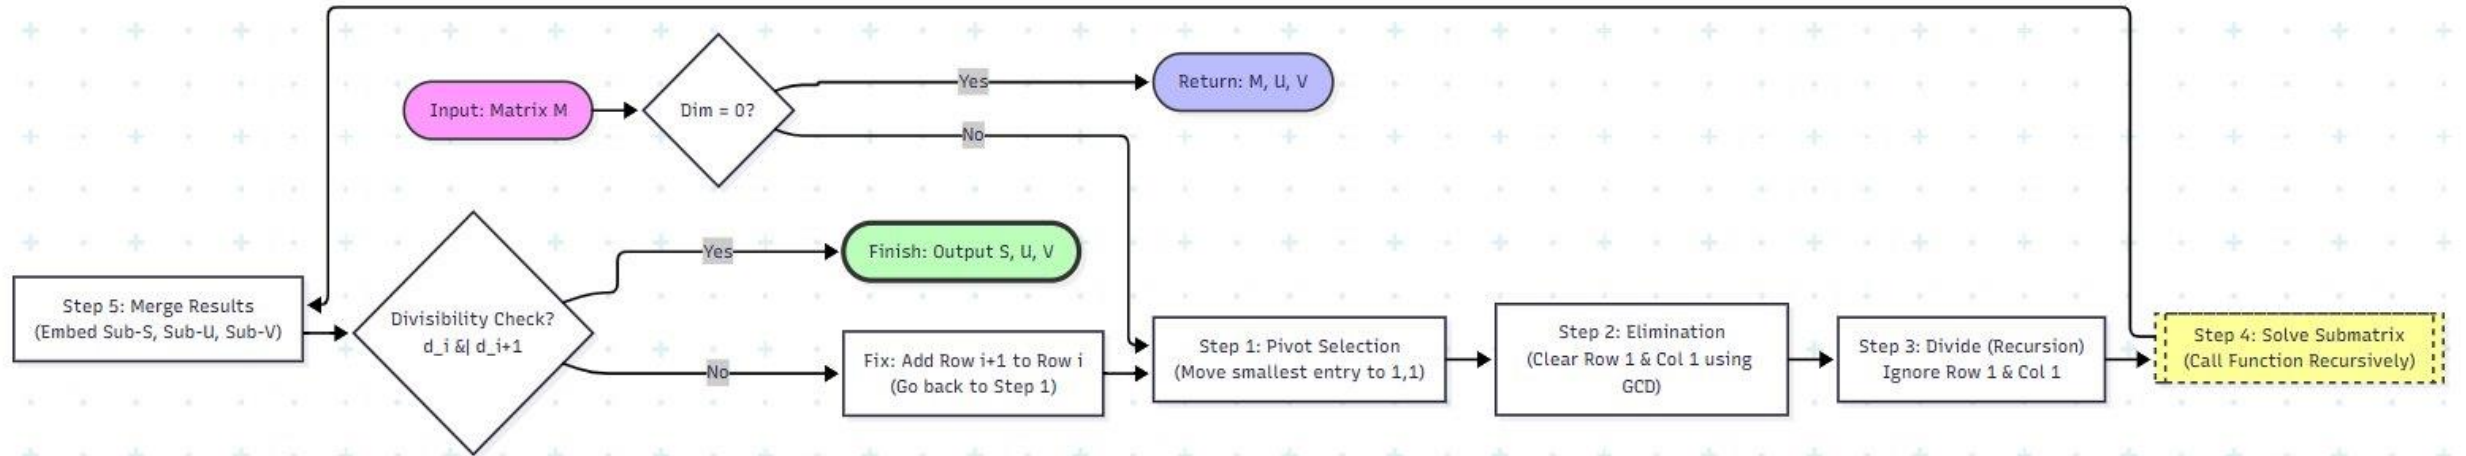 Input: Matrix M
Dim = 0?
Yes
Return: M, U, V
No
Step 5: Merge Results
(Embed Sub-S, Sub-U, Sub-V)
Divisibility Check?
d_i &| d_i+1
Yes
Finish: Output S, U, V
No
Fix: Add Row i+1 to Row i
(Go back to Step 1)
Step 1: Pivot Selection
(Move smallest entry to 1,1)
Step 2: Elimination
(Clear Row 1 & Col 1 using
GCD)
Step 3: Divide (Recursion)
Ignore Row 1 & Col 1
Step 4: Solve Submatrix
(Call Function Recursively)